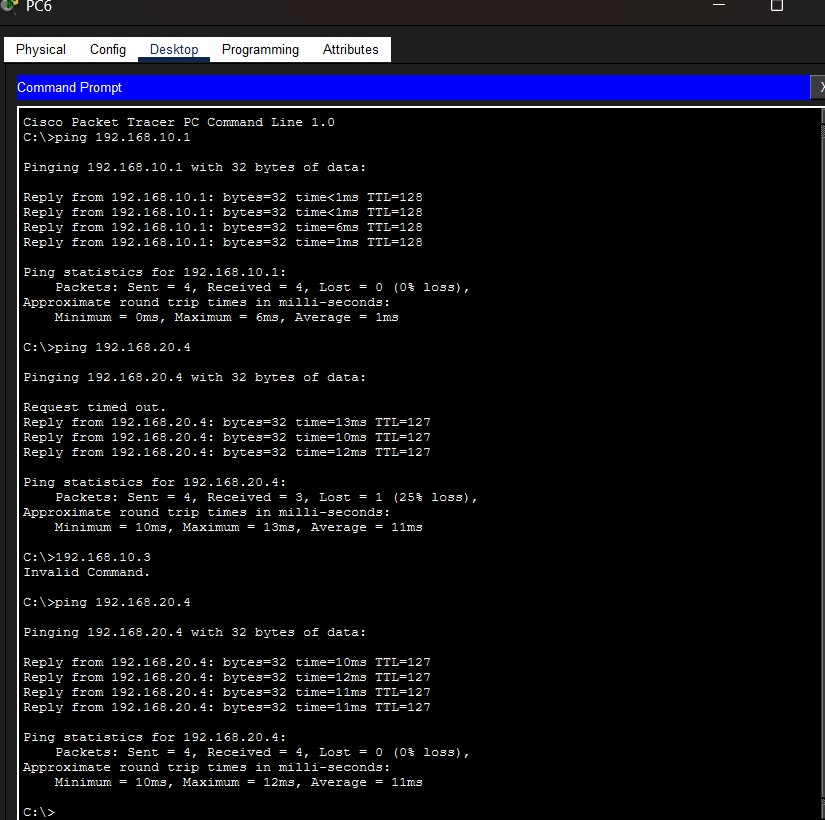 PC6
Physical Config Desktop Programming Attributes
Command Prompt
X
Cisco Packet Tracer PC Command Line 1.0
C:\>ping 192.168.10.1
Pinging 192.168.10.1 with 32 bytes of data:
Reply from 192.168.10.1: bytes=32 time<1ms TTL=128
Reply from 192.168.10.1: bytes=32 time<1ms TTL=128
Reply from 192.168.10.1: bytes=32 time=6ms TTL=128
Reply from 192.168.10.1: bytes=32 time=1ms TTL=128
Ping statistics for 192.168.10.1:
Packets: Sent = 4, Received = 4, Lost = 0 (0% loss),
Approximate round trip times in milli-seconds:
Minimum = 0ms, Maximum = 6ms, Average = 1ms
C:\>ping 192.168.20.4
Pinging 192.168.20.4 with 32 bytes of data:
Request timed out.
Reply from 192.168.20.4: bytes=32 time=13ms TTL=127
Reply from 192.168.20.4: bytes=32 time=10ms TTL=127
Reply from 192.168.20.4: bytes=32 time=12ms TTL=127
Ping statistics for 192.168.20.4:
Packets: Sent = 4, Received = 3, Lost = 1 (25% loss),
Approximate round trip times in milli-seconds:
Minimum = 10ms, Maximum = 13ms, Average = 11ms
C:\>192.168.10.3
Invalid Command.
C:\>ping 192.168.20.4
Pinging 192.168.20.4 with 32 bytes of data:
Reply from 192.168.20.4: bytes=32 time=10ms TTL=127
Reply from 192.168.20.4: bytes=32 time=12ms TTL=127
Reply from 192.168.20.4: bytes=32 time=11ms TTL=127
Reply from 192.168.20.4: bytes=32 time=11ms TTL=127
Ping statistics for 192.168.20.4:
Packets: Sent = 4, Received = 4, Lost = 0 (0% loss),
Approximate round trip times in milli-seconds:
Minimum = 10ms, Maximum = 12ms, Average = 11ms
C:\>